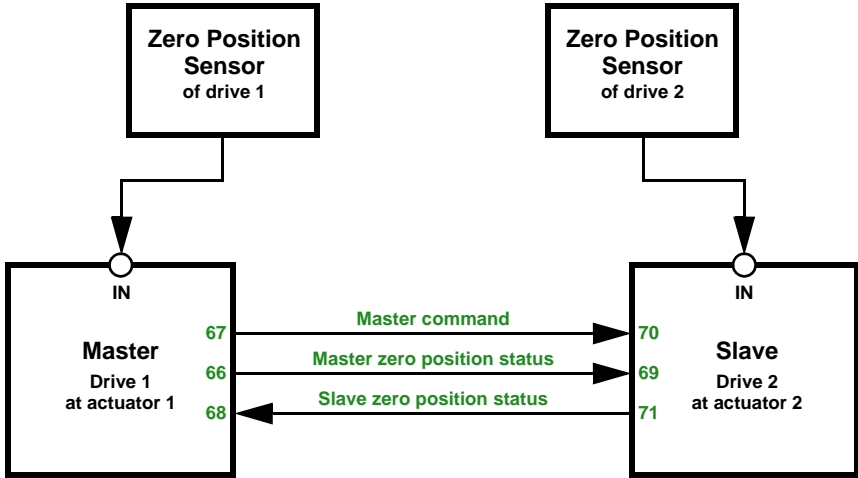 Zero Position
Sensor
of drive 1
Zero Position
Sensor
of drive 2
IN
IN
Master
Drive 1
at actuator 1
67
66
68
Master command
Master zero position status
Slave zero position status
70
69
71
Slave
Drive 2
at actuator 2